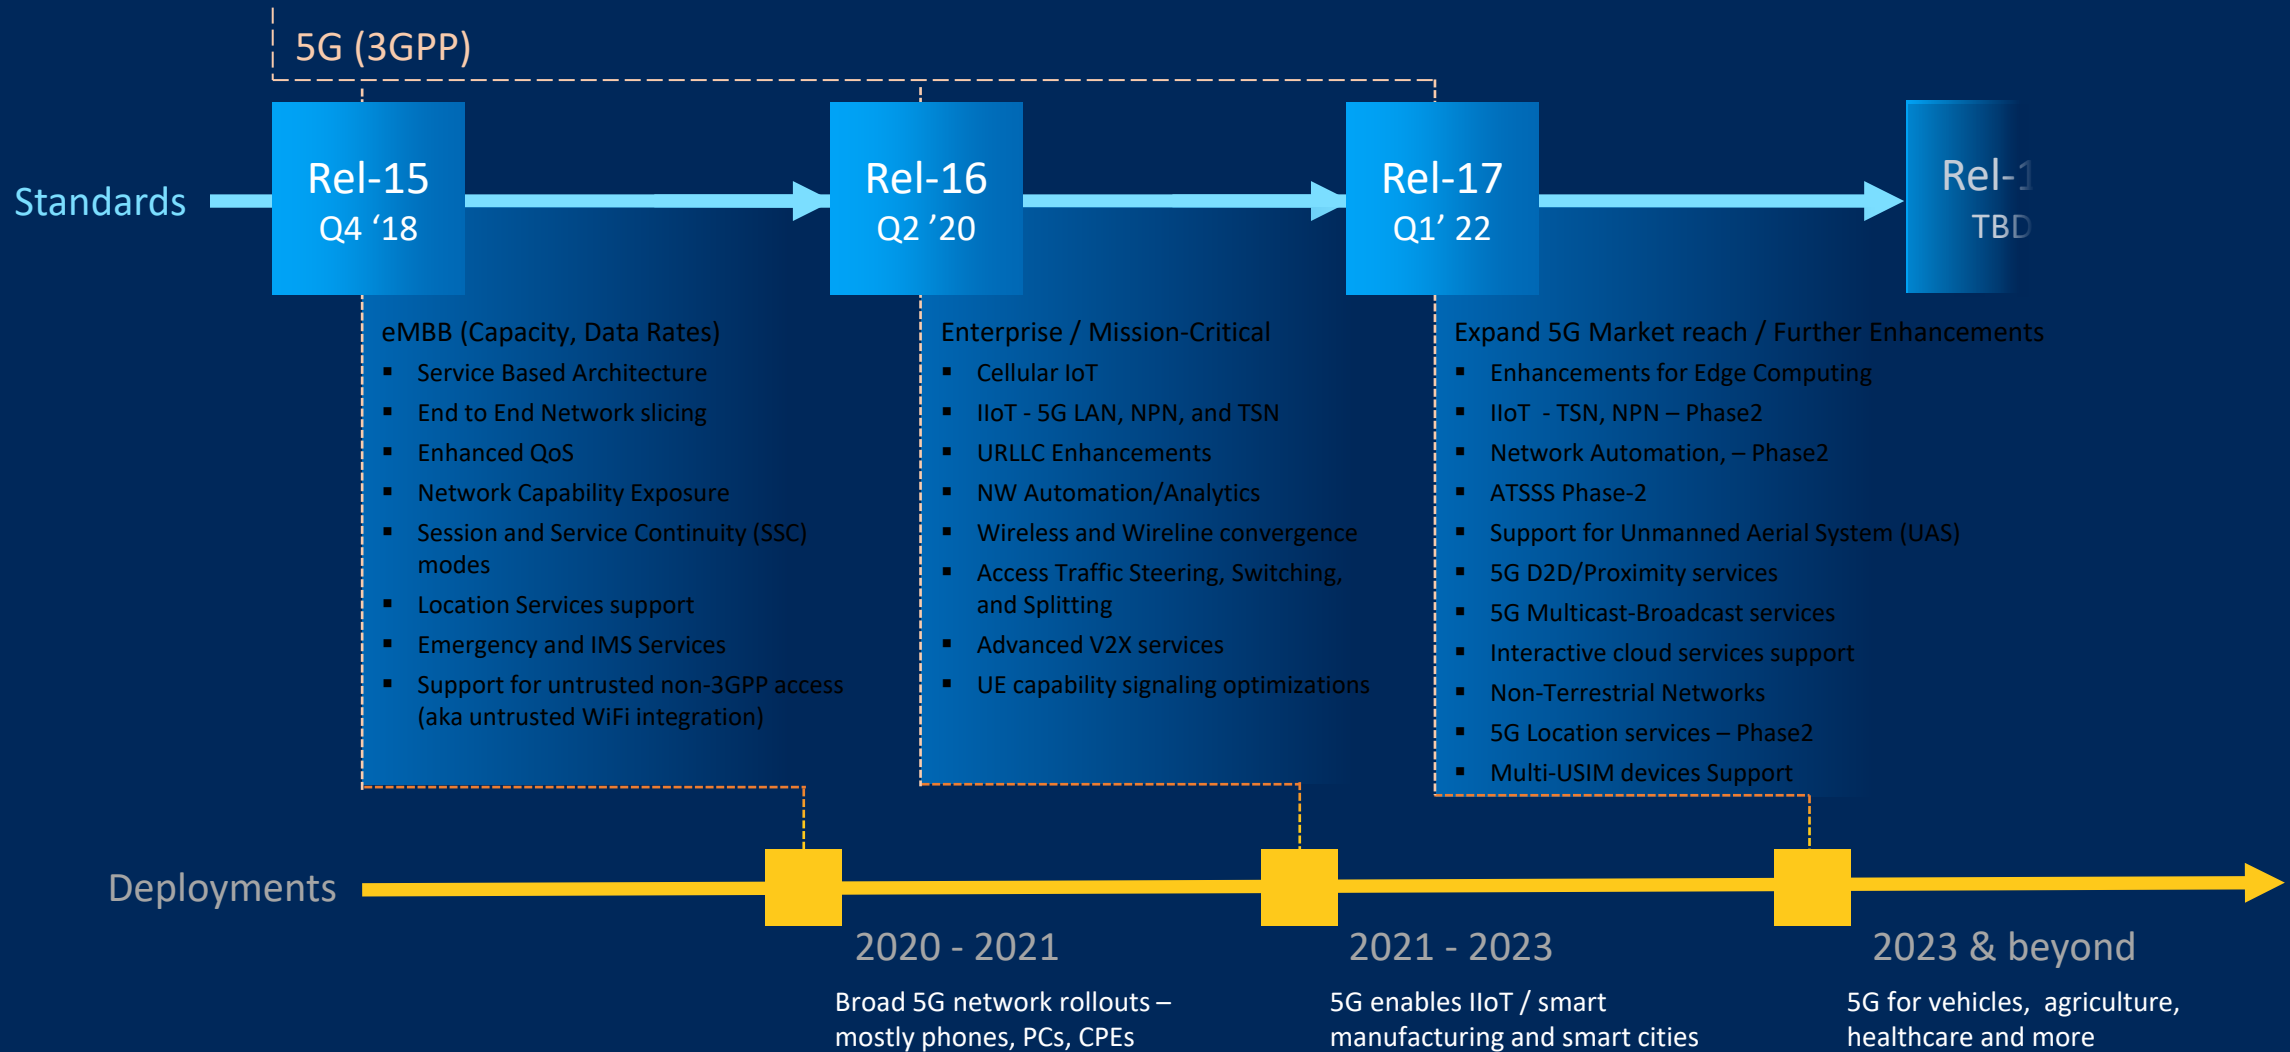 5G (3GPP)
Standards
Rel-15
Q4 ‘18
Rel-16
Q2 ’20
Rel-17
Q1’ 22
Rel-1
TBD
eMBB (Capacity, Data Rates)
▪ Service Based Architecture
▪ End to End Network slicing
▪ Enhanced QoS
▪ Network Capability Exposure
▪ Session and Service Continuity (SSC)
modes
▪ Location Services support
▪ Emergency and IMS Services
▪ Support for untrusted non-3GPP access
(aka untrusted WiFi integration)
Enterprise / Mission-Critical
▪ Cellular IoT
▪ IIoT - 5G LAN, NPN, and TSN
▪ URLLC Enhancements
▪ NW Automation/Analytics
▪ Wireless and Wireline convergence
▪ Access Traffic Steering, Switching,
and Splitting
▪ Advanced V2X services
▪ UE capability signaling optimizations
Expand 5G Market reach / Further Enhancements
▪ Enhancements for Edge Computing
▪ IIoT - TSN, NPN – Phase2
▪ Network Automation, – Phase2
▪ ATSSS Phase-2
▪ Support for Unmanned Aerial System (UAS)
▪ 5G D2D/Proximity services
▪ 5G Multicast-Broadcast services
▪ Interactive cloud services support
▪ Non-Terrestrial Networks
▪ 5G Location services – Phase2
▪ Multi-USIM devices Support
Deployments
2020 - 2021
Broad 5G network rollouts –
mostly phones, PCs, CPEs
2021 - 2023
5G enables IIoT / smart
manufacturing and smart cities
2023 & beyond
5G for vehicles, agriculture,
healthcare and more